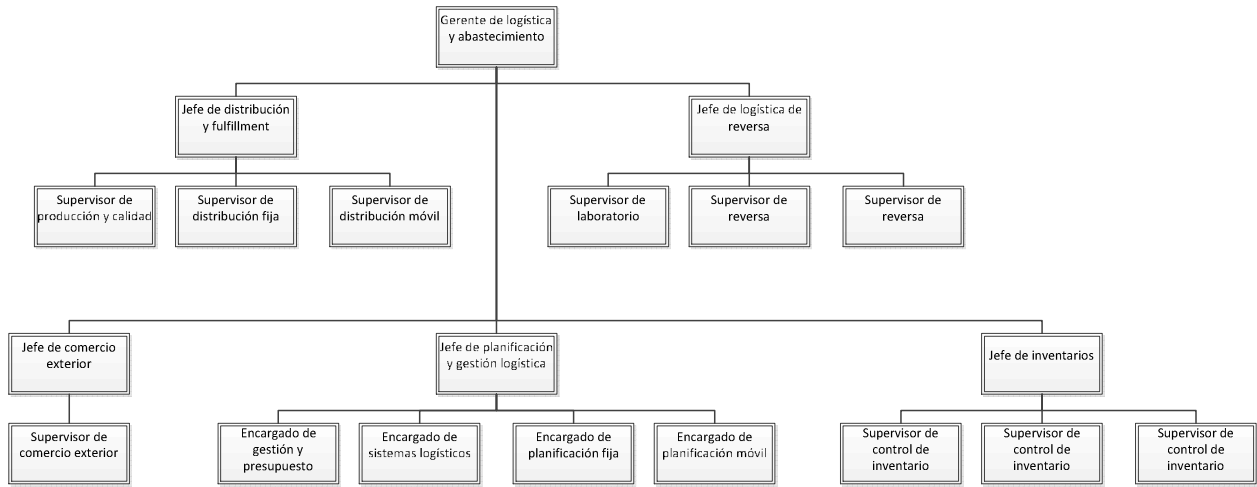 Gerente de logística
y abastecimiento
Jefe de distribución
y fulfillment
Jefe de logística de
reversa
Supervisor de
producción y calidad
Supervisor de
distribución fija
Supervisor de
distribución móvil
Supervisor de
laboratorio
Supervisor de
reversa
Supervisor de
reversa
Jefe de comercio
exterior
Jefe de planificación
y gestión logística
Jefe de inventarios
Supervisor de
comercio exterior
Encargado de
gestión y
presupuesto
Encargado de
sistemas logísticos
Encargado de
planificación fija
Encargado de
planificación móvil
Supervisor de
control de
inventario
Supervisor de
control de
inventario
Supervisor de
control de
inventario